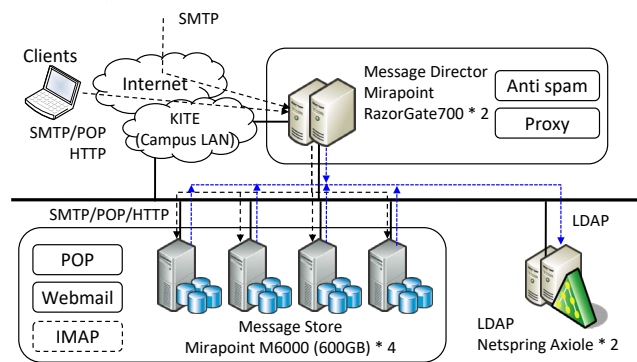 SMTP
Clients
Internet
SMTP/POP
HTTP
KITE
(Campus LAN)
Message Director
Mirapoint
RazorGate700 * 2
Anti spam
Proxy
SMTP/POP/HTTP
LDAP
POP
Webmail
IMAP
Message Store
Mirapoint M6000 (600GB) * 4
LDAP
Netspring Axiole * 2